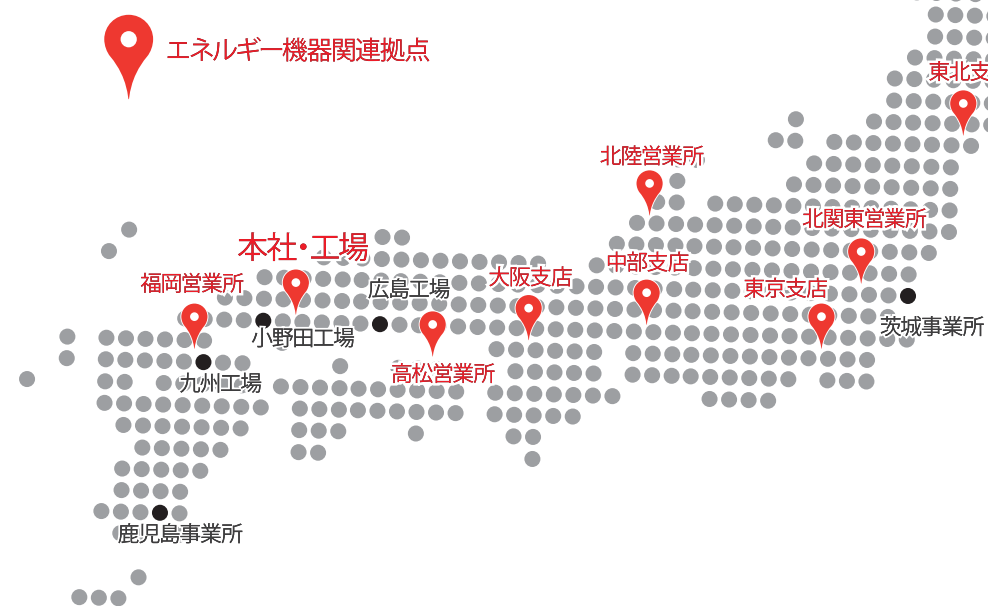 エネルギー機器関連拠点
東北支
北陸営業所
北関東営業所
本社・工場
中部支店
大阪支店
福岡営業所
広島工場
東京支店
茨城事業所
小野田工場
高松営業所
九州工場
鹿児島事業所